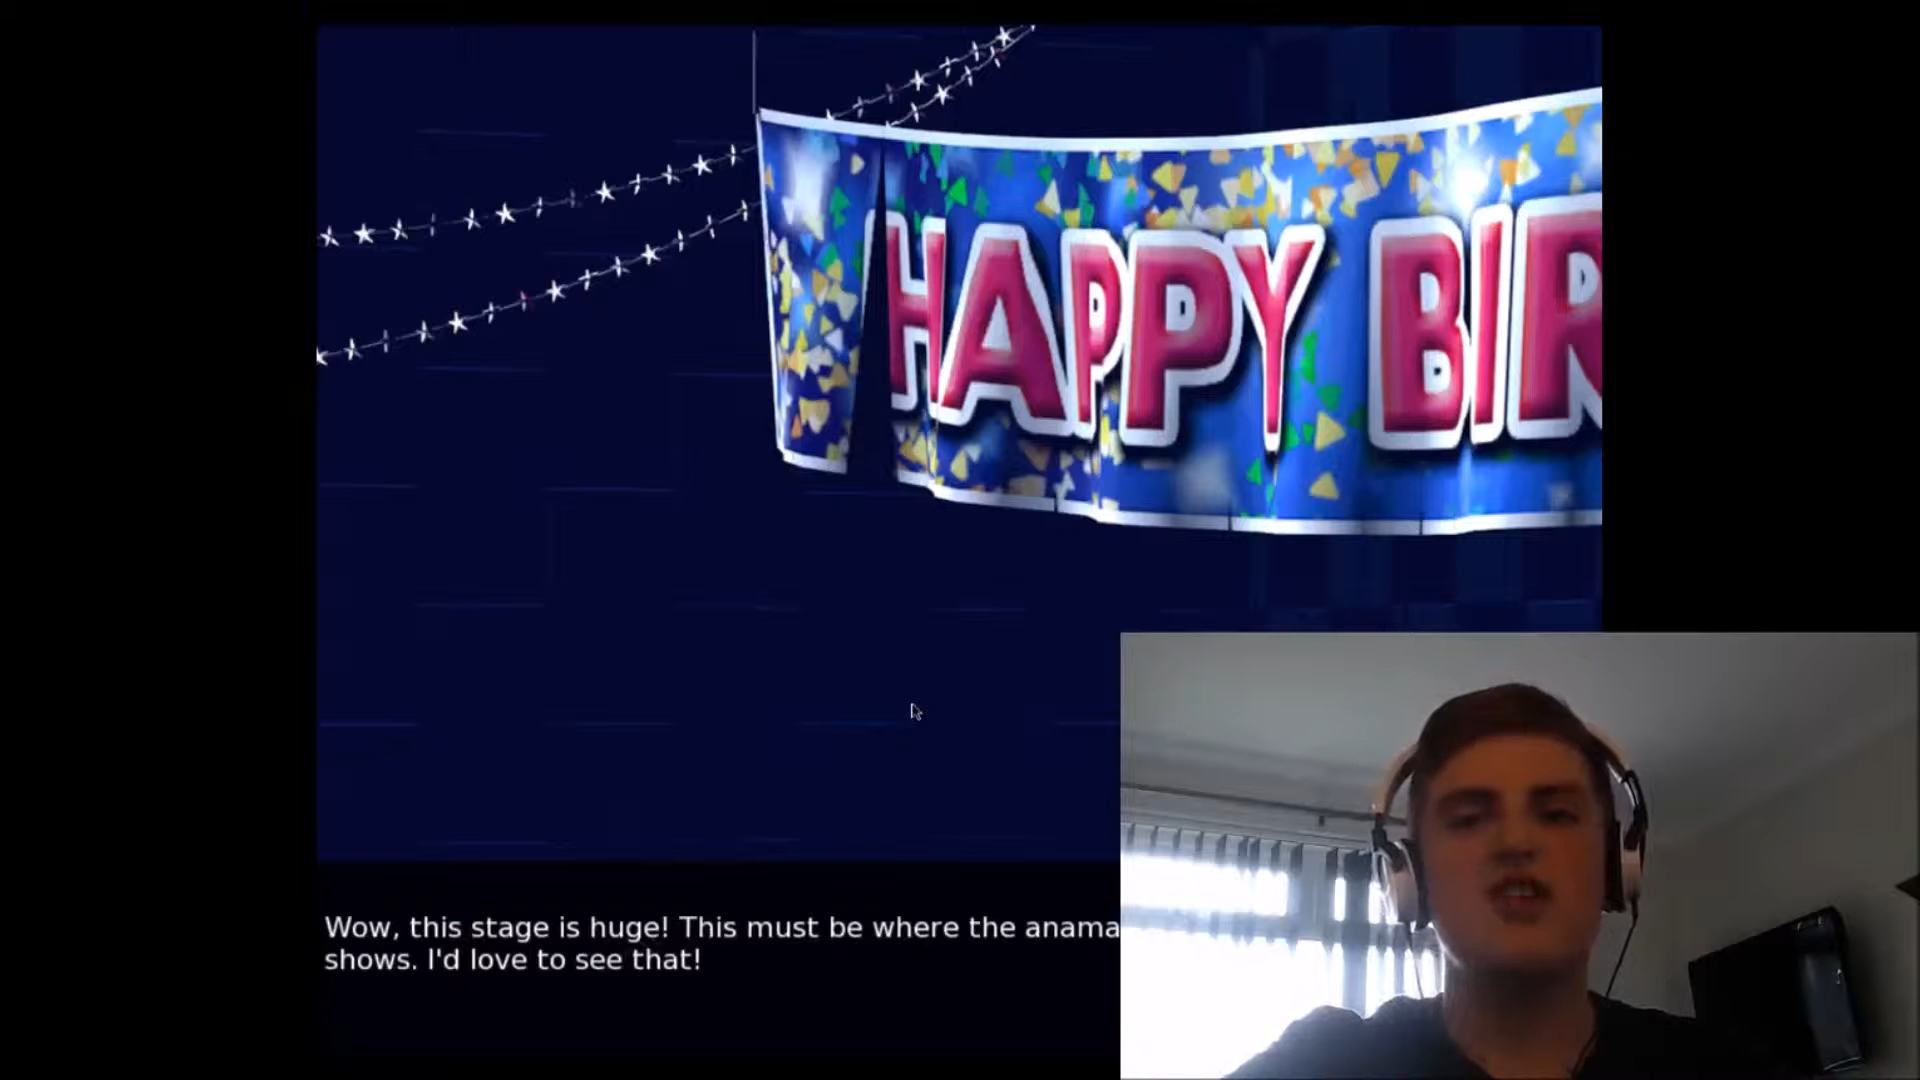 HAPPY BIR
Wow, this stage is huge! This must be where the anama
shows. I'd love to see that!